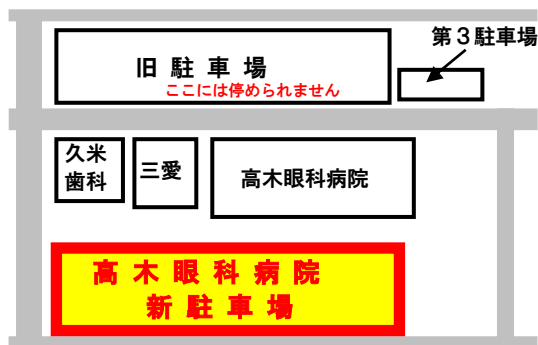 第３駐車場
旧駐車場
ここには停められません
久米
歯科
三愛
高木眼科病院
高木眼科病院
新駐車場